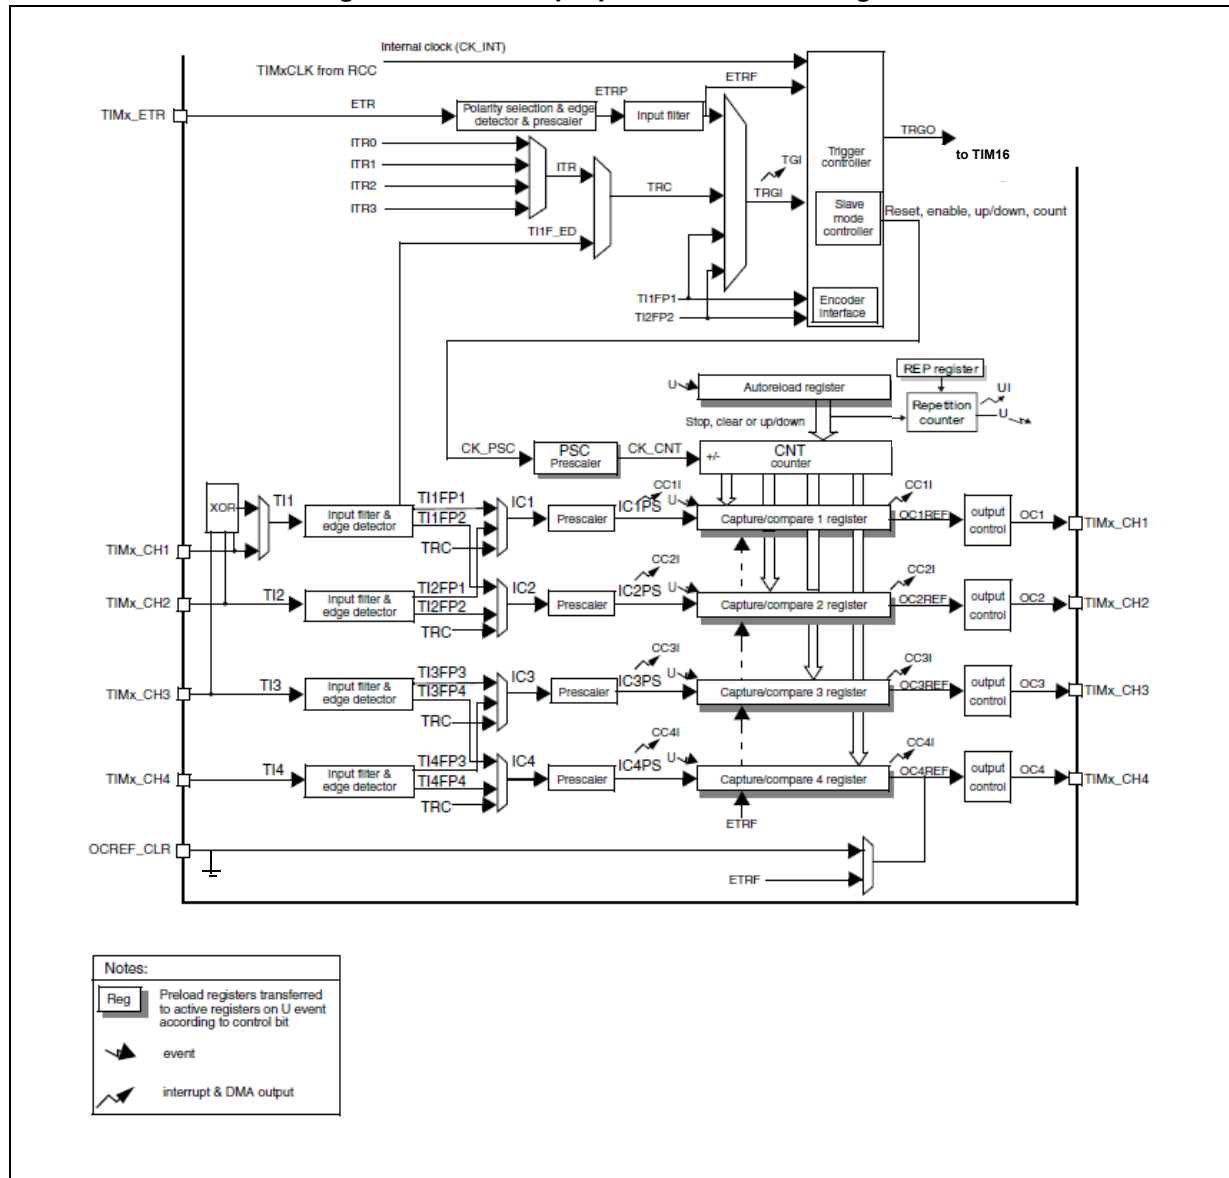 Internal clock (CK_INT)
TIMxCLK from RCC
ETRF
ETRP
ETR
TIMx_ETR
Polarity selection & edge
detector & prescaler
Input filter
TRGO
to TIM16
ITR0
ITR1
ITR2
ITR3
ITR
TRC
TGI
TRGI
Trigger
controller
Slave
mode
controller
Reset, enable, up/down, count
TI1F_ED
TI1FP1
TI2FP2
Encoder
Interface
REP register
U
Autoreload register
UI
Repetition
counter
U
Stop, clear or up/down
CK_PSC
PSC
Prescaler
CK_CNT
+/-
CNT
counter
XOR
TI1
Input filter &
edge detector
TI1FP1
TI1FP2
TRC
IC1
Prescaler
CC1I
IC1PS
U
Capture/compare 1 register
CC1I
OC1REF
output
control
OC1
TIMx_CH1
TIMx_CH1
TIMx_CH2
TI2
Input filter &
edge detector
TI2FP1
TI2FP2
TRC
IC2
Prescaler
CC2I
IC2PS
U
Capture/compare 2 register
CC2I
OC2REF
output
control
OC2
TIMx_CH2
TIMx_CH3
TI3
Input filter &
edge detector
TI3FP3
TI3FP4
TRC
IC3
Prescaler
CC3I
IC3PS
U
Capture/compare 3 register
CC3I
OC3REF
output
control
OC3
TIMx_CH3
TIMx_CH4
TI4
Input filter &
edge detector
TI4FP3
TI4FP4
TRC
IC4
Prescaler
CC4I
IC4PS
U
Capture/compare 4 register
CC4I
OC4REF
output
control
OC4
TIMx_CH4
ETRF
OCREF_CLR
ETRF
Notes:
Reg
Preload registers transferred
to active registers on U event
according to control bit
event
interrupt & DMA output